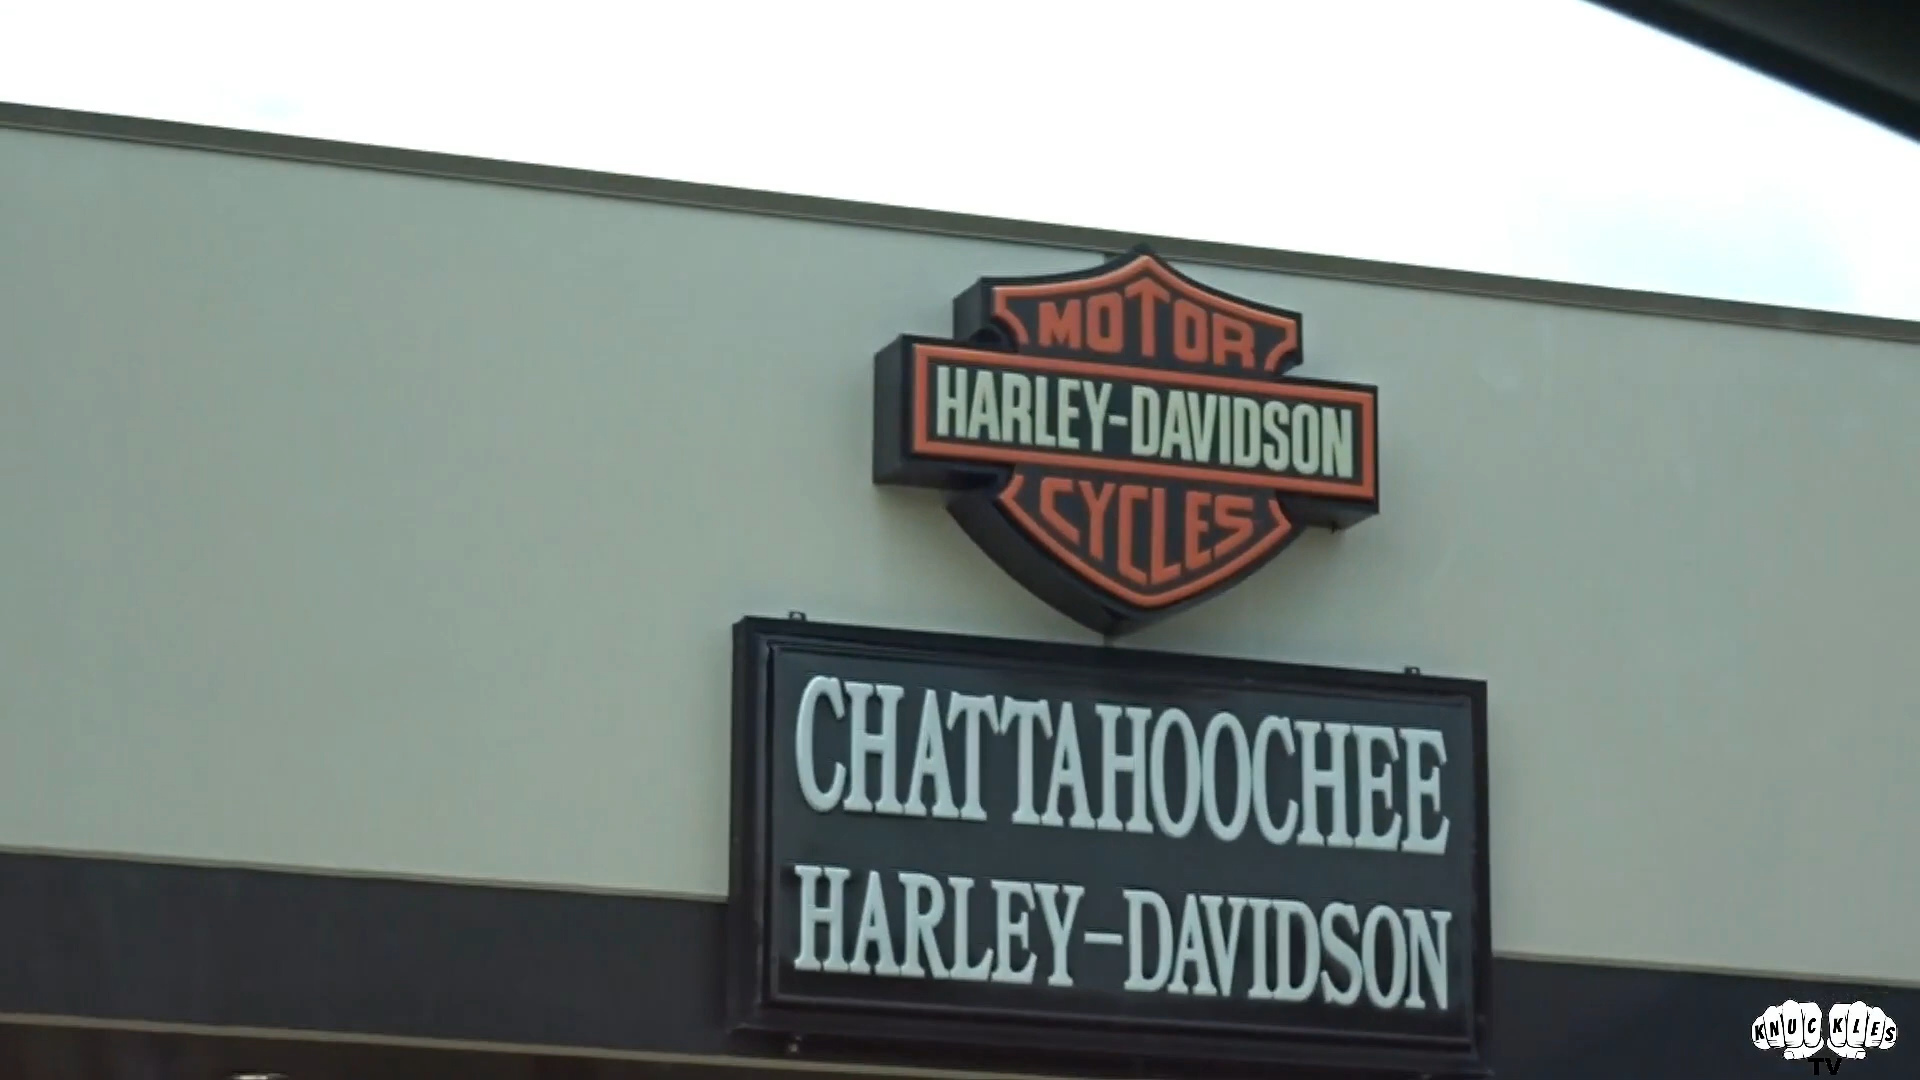 MOTOR
HARLEY-DAVIDSON
CYCLES
CHATTAHOOCHEE
HARLEY-DAVIDSON
KNUCKLES
TV